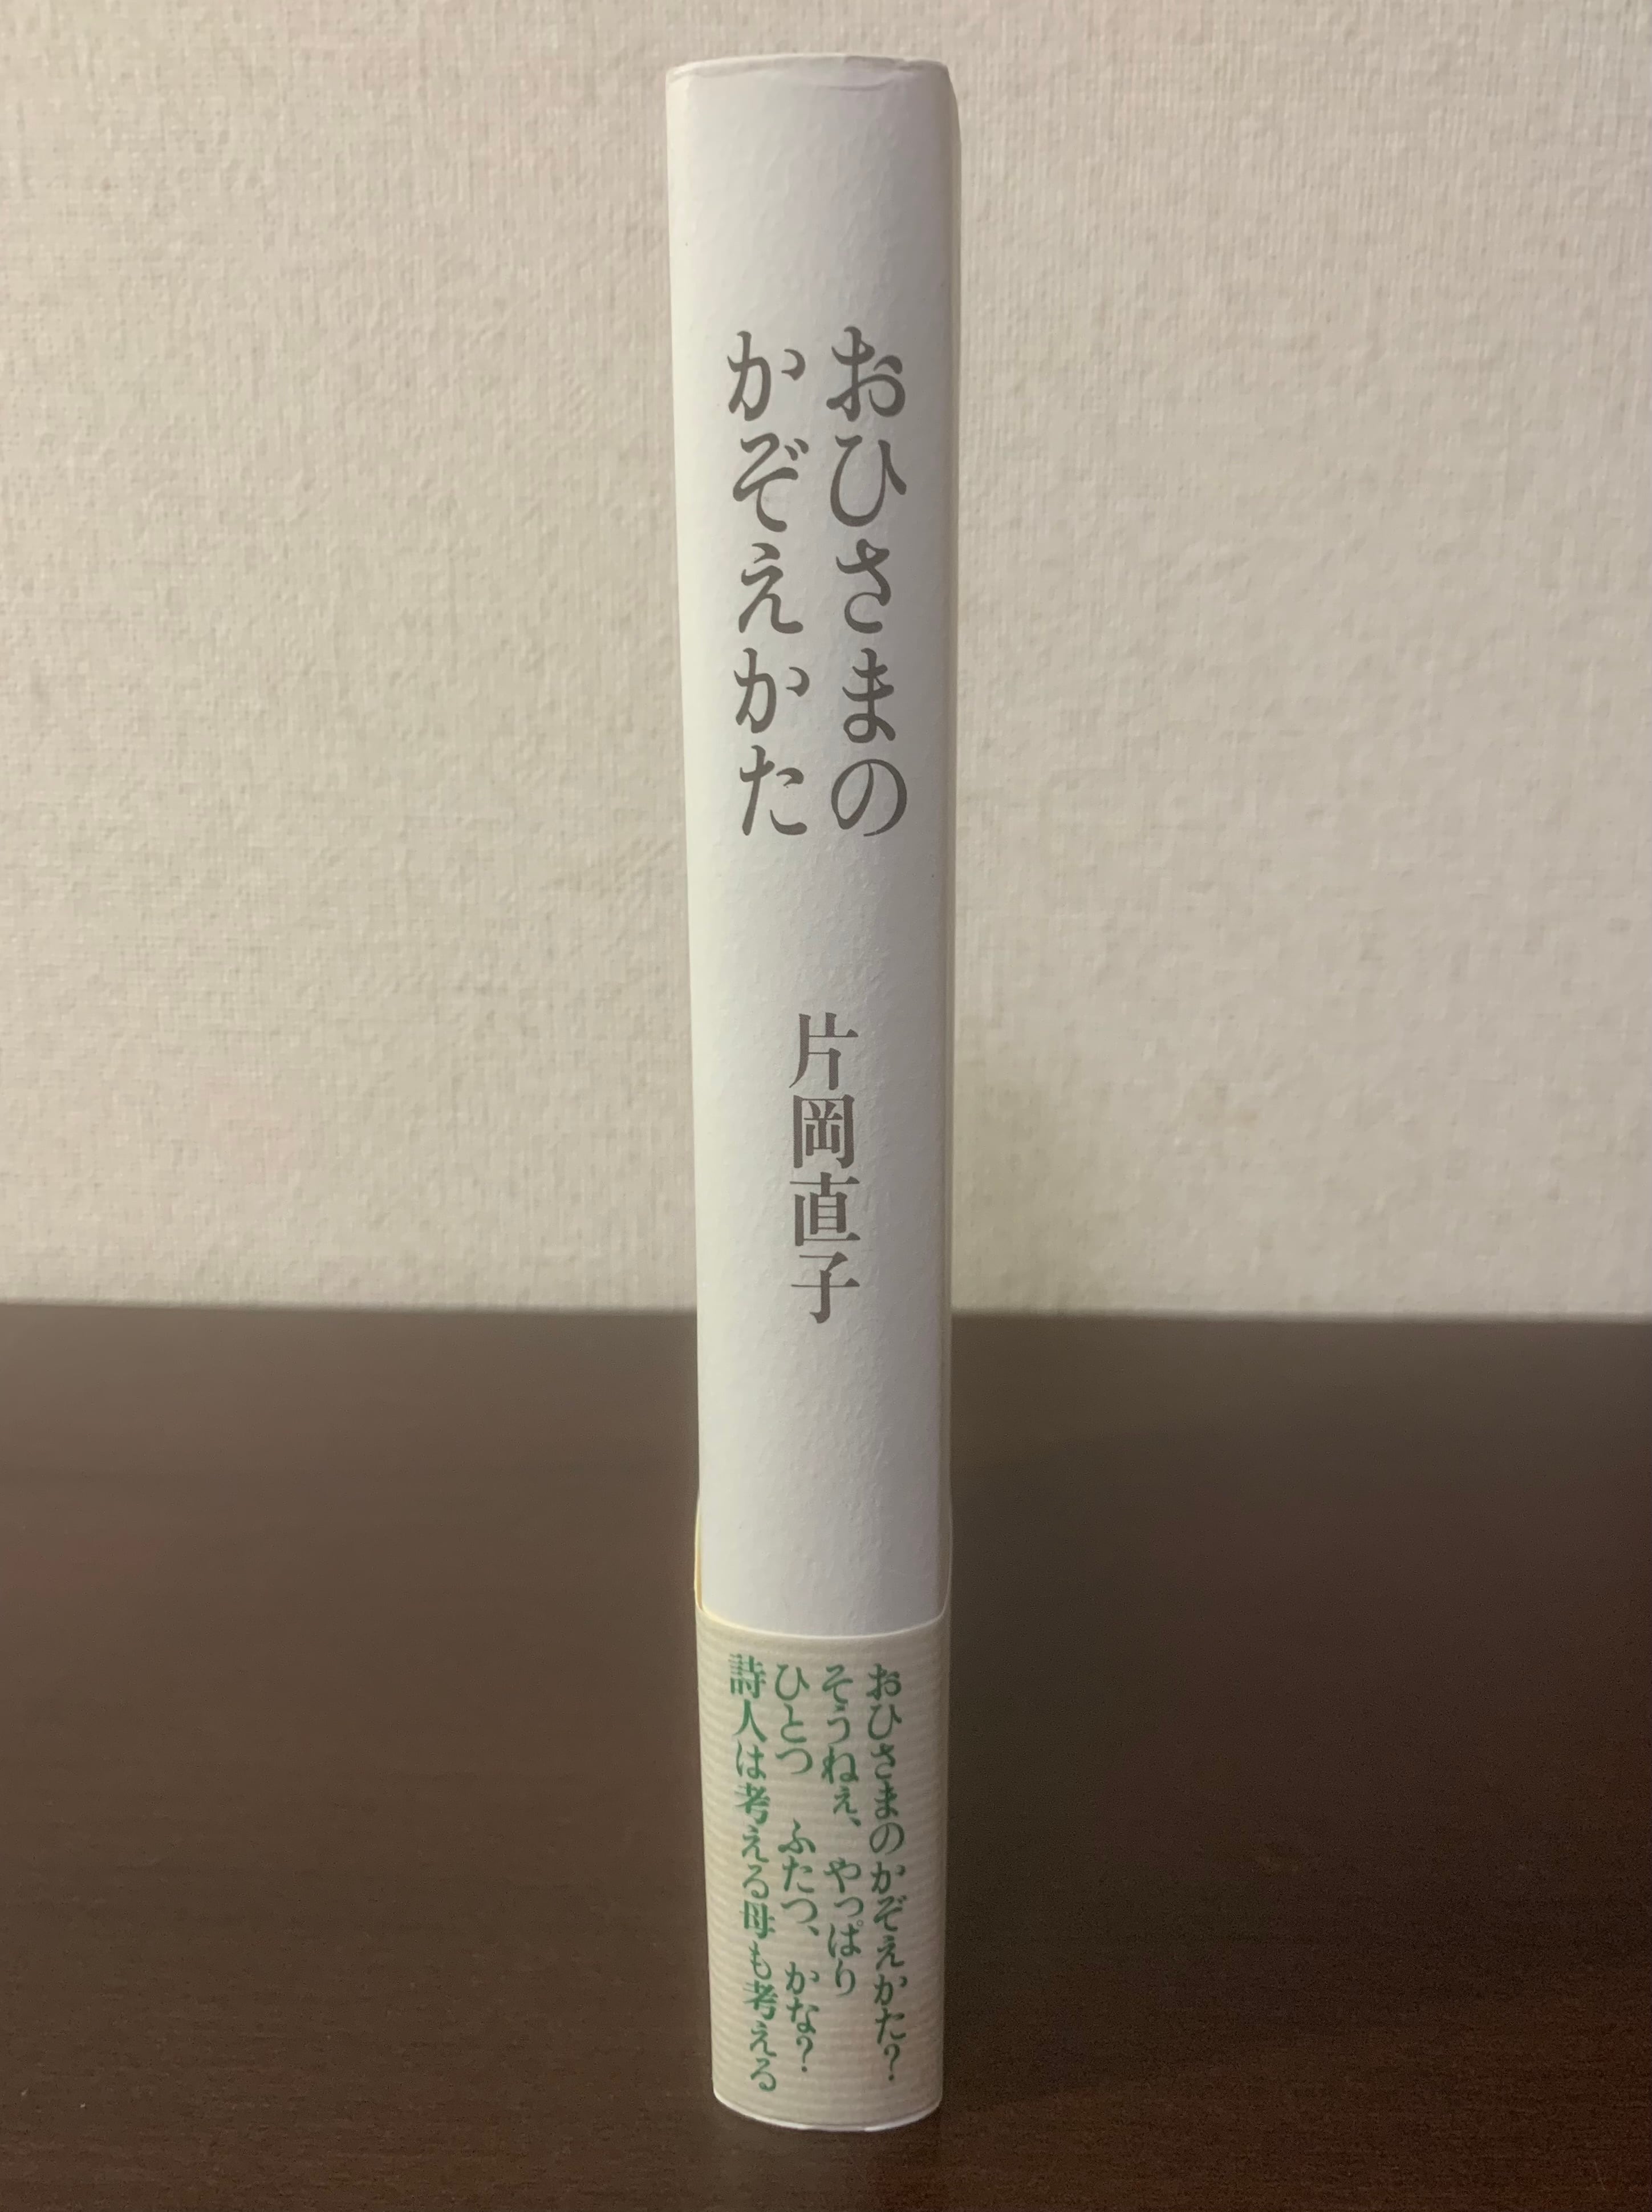 おひさまの
かぞえかた
片岡直子
おひさまのかぞえかた?
そうねぇ、やっぱり
ひとつ　ふたつ、かな?
詩人は考える母も考える